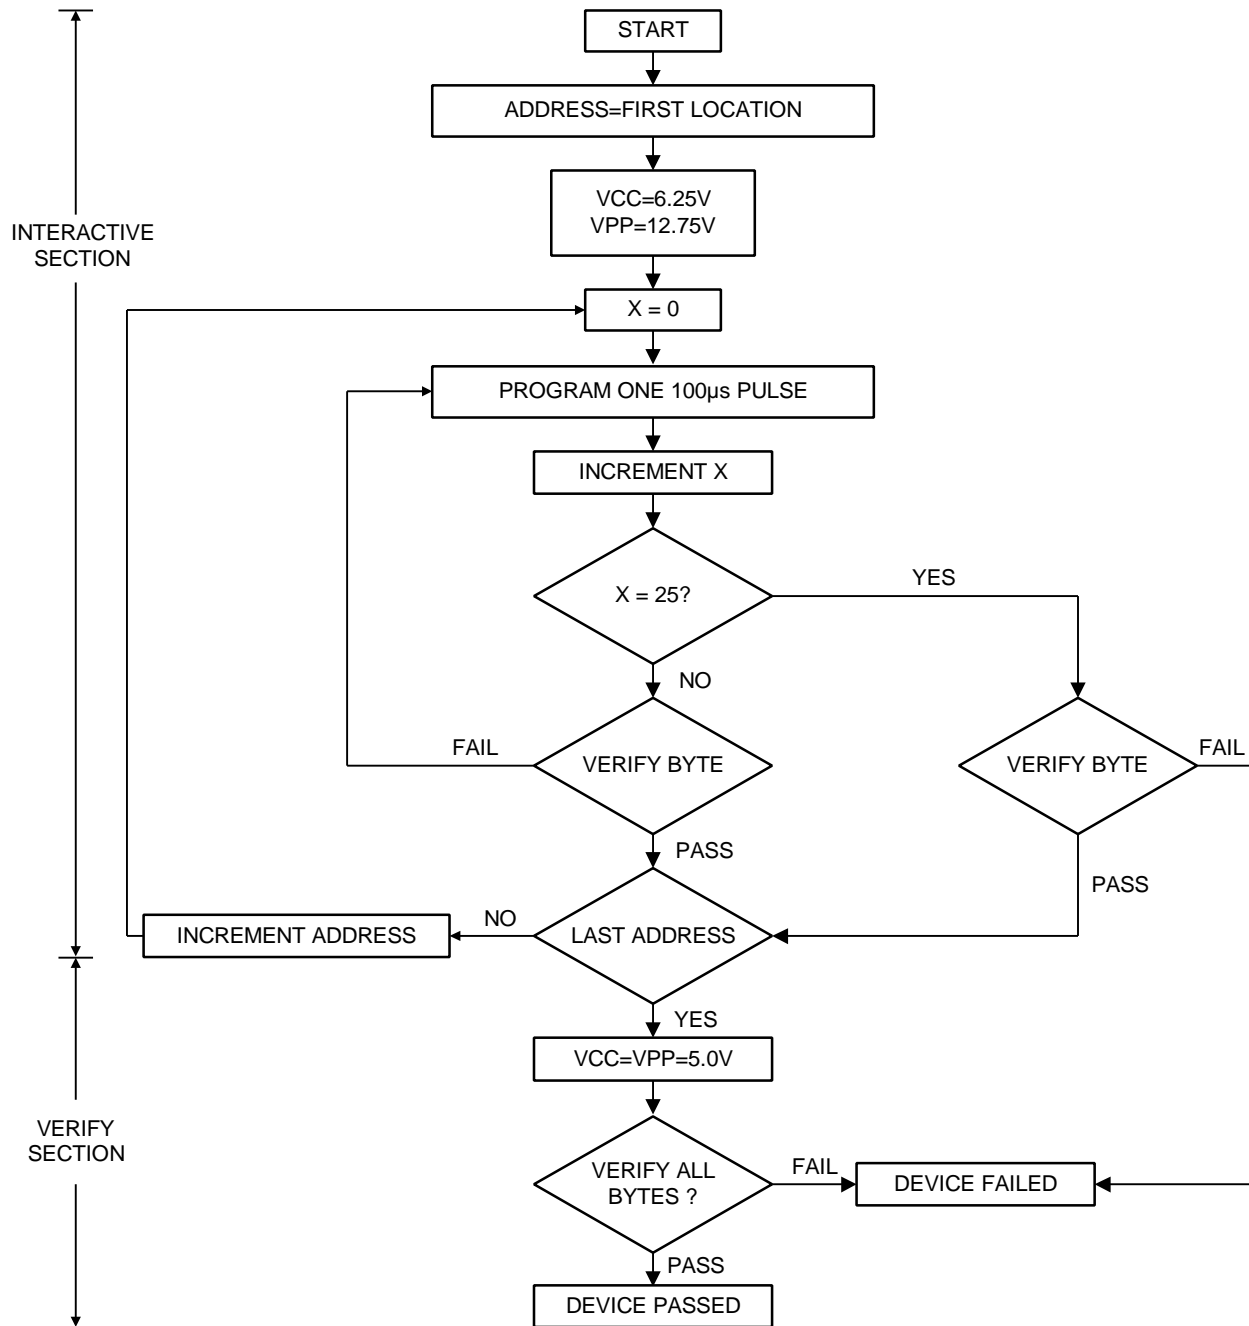 START
ADDRESS=FIRST LOCATION
VCC=6.25V
VPP=12.75V
INTERACTIVE
SECTION
X = 0
PROGRAM ONE 100µs PULSE
INCREMENT X
X = 25?
YES
NO
FAIL
VERIFY BYTE
VERIFY BYTE
FAIL
PASS
PASS
INCREMENT ADDRESS
NO
LAST ADDRESS
YES
VCC=VPP=5.0V
VERIFY
SECTION
VERIFY ALL
BYTES ?
FAIL
DEVICE FAILED
PASS
DEVICE PASSED